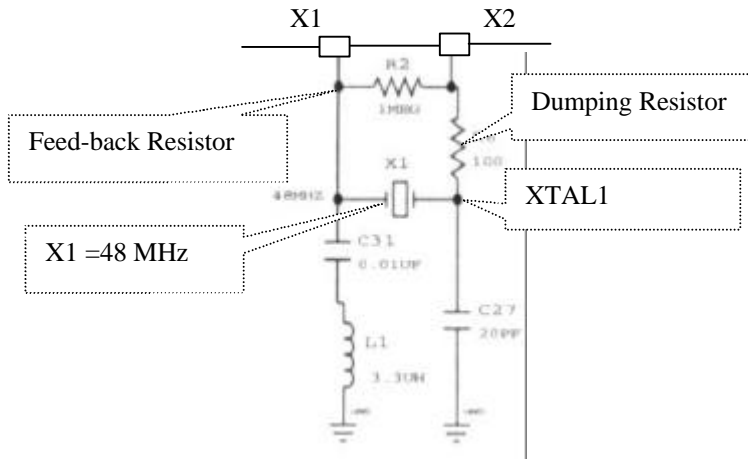 X1 X2
R2
1MEG
Dumping Resistor
Feed-back Resistor
100
X1
48MHZ
XTAL1
X1 =48 MHz
C31
0.01UF
C27
20PF
L1
3.3UH